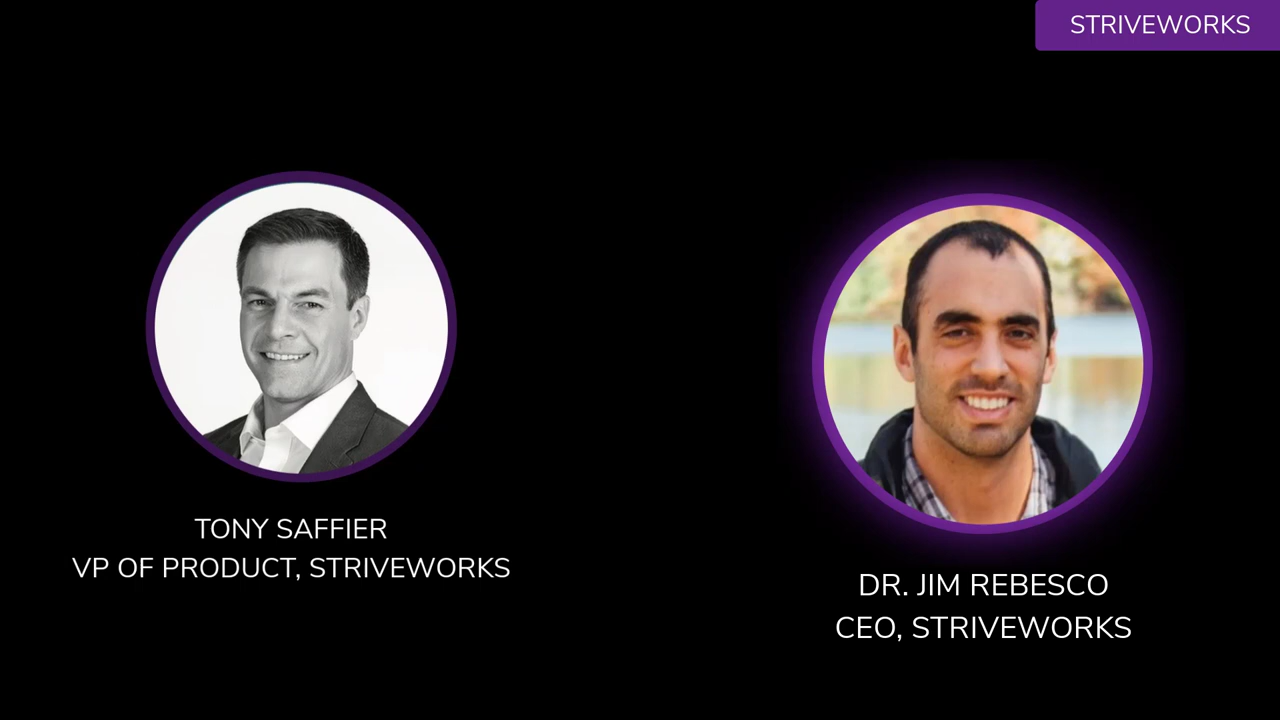 STRIVEWORKS
TONY SAFFIER
VP OF PRODUCT, STRIVEWORKS
DR. JIM REBESCO
CEO, STRIVEWORKS